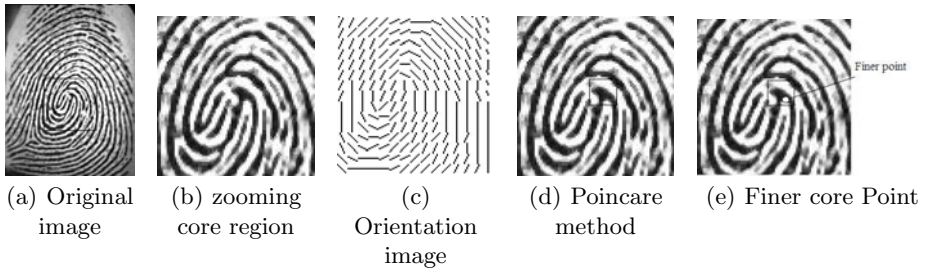 Finer point
(a) Original
image
(b) zooming
core region
(c)
Orientation
image
(d) Poincare
method
(e) Finer core Point